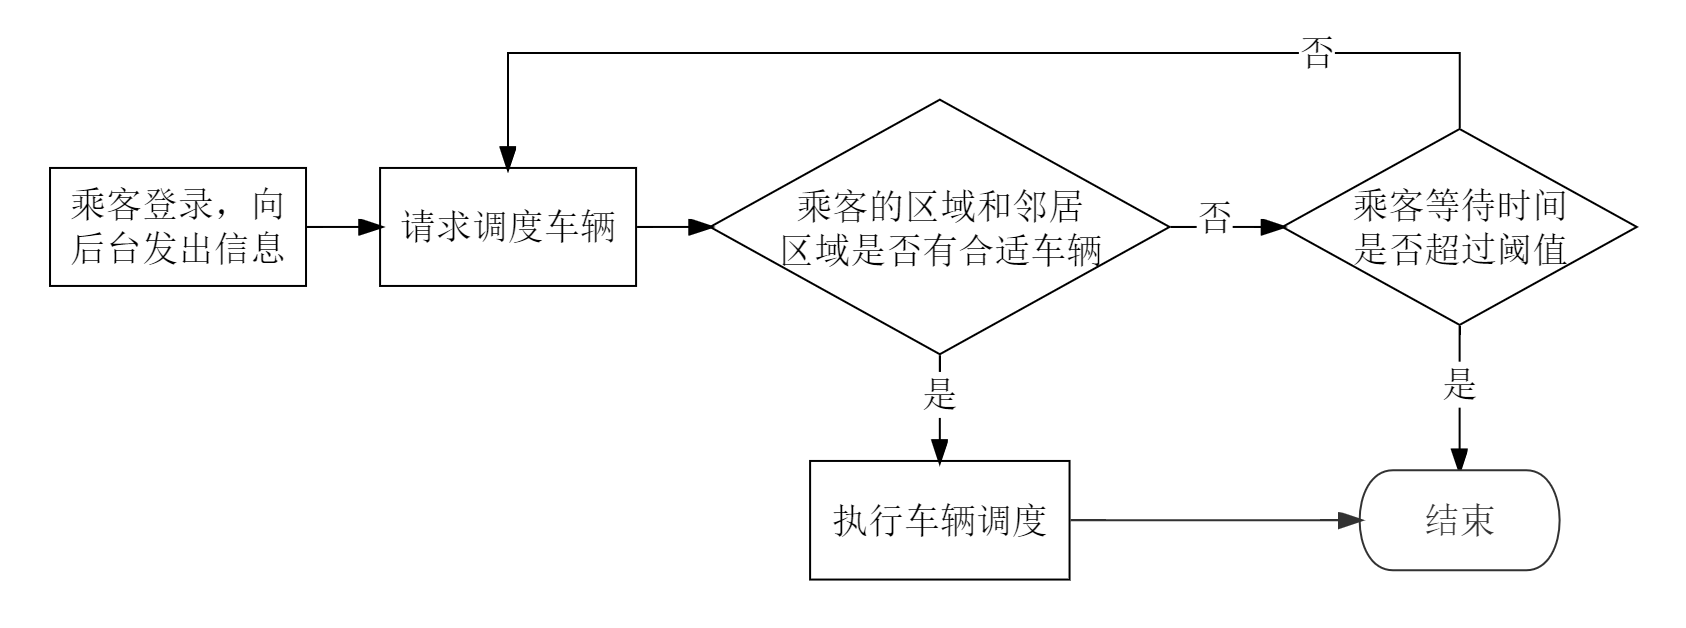 否
乘客登录，向
后台发出信息
请求调度车辆
乘客的区域和邻居
区域是否有合适车辆
否
乘客等待时间
是否超过阈值
是
是
执行车辆调度
结束